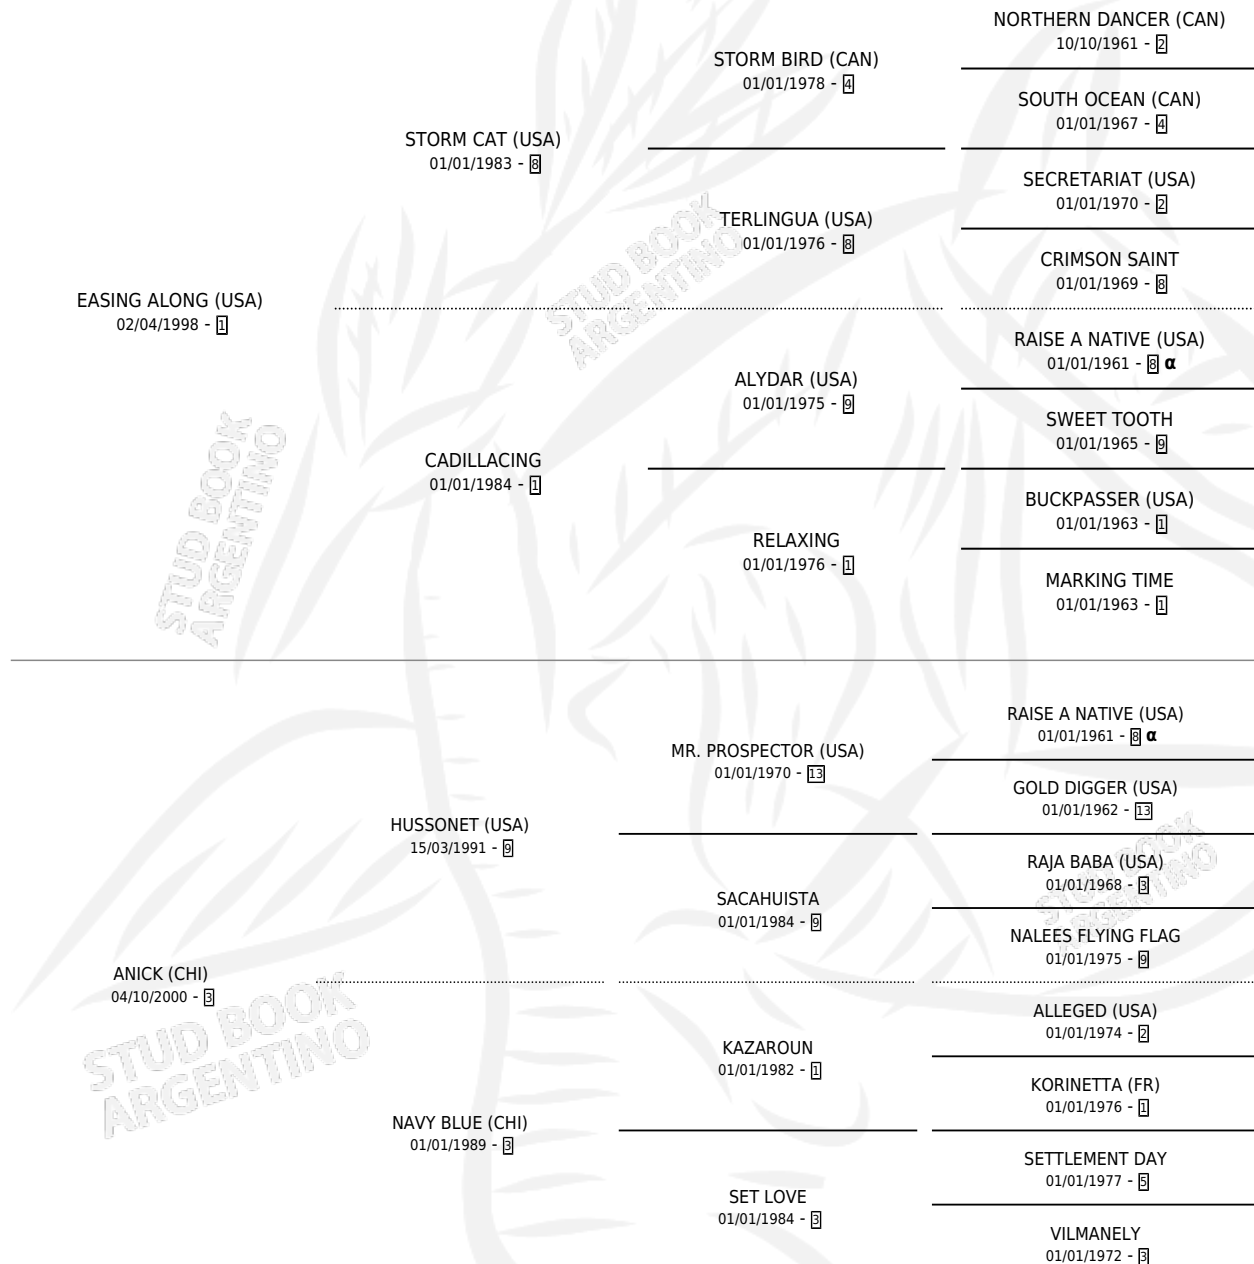 NORTHERN DANCER (CAN)
10/10/1961 - 2
STORM BIRD (CAN)
01/01/1978 - 4
SOUTH OCEAN (CAN)
01/01/1967 - 4
STORM CAT (USA)
01/01/1983 - 8
SECRETARIAT (USA)
01/01/1970 - 2
TERLINGUA (USA)
01/01/1976 - 8
CRIMSON SAINT
01/01/1969 - 8
EASING ALONG (USA)
02/04/1998 - 1
RAISE A NATIVE (USA)
01/01/1961 - 8 α
ALYDAR (USA)
01/01/1975 - 9
SWEET TOOTH
01/01/1965 - 9
CADILLACING
01/01/1984 - 1
BUCKPASSER (USA)
01/01/1963 - 1
RELAXING
01/01/1976 - 1
MARKING TIME
01/01/1963 - 1
RAISE A NATIVE (USA)
01/01/1961 - 8 α
MR. PROSPECTOR (USA)
01/01/1970 - 13
GOLD DIGGER (USA)
01/01/1962 - 13
HUSSONET (USA)
15/03/1991 - 9
RAJA BABA (USA)
01/01/1968 - 3
SACAHUISTA
01/01/1984 - 9
NALEES FLYING FLAG
01/01/1975 - 9
ANICK (CHI)
04/10/2000 - 3
ALLEGED (USA)
01/01/1974 - 2
KAZAROUN
01/01/1982 - 1
KORINETTA (FR)
01/01/1976 - 1
NAVY BLUE (CHI)
01/01/1989 - 3
SETTLEMENT DAY
01/01/1977 - 5
SET LOVE
01/01/1984 - 3
VILMANELY
01/01/1972 - 3
STUD BOOK
ARGENTINO
STUD BOOK
ARGENTINO
STUD BOOK
ARGENTINO
STUD BOOK
ARGENTINO